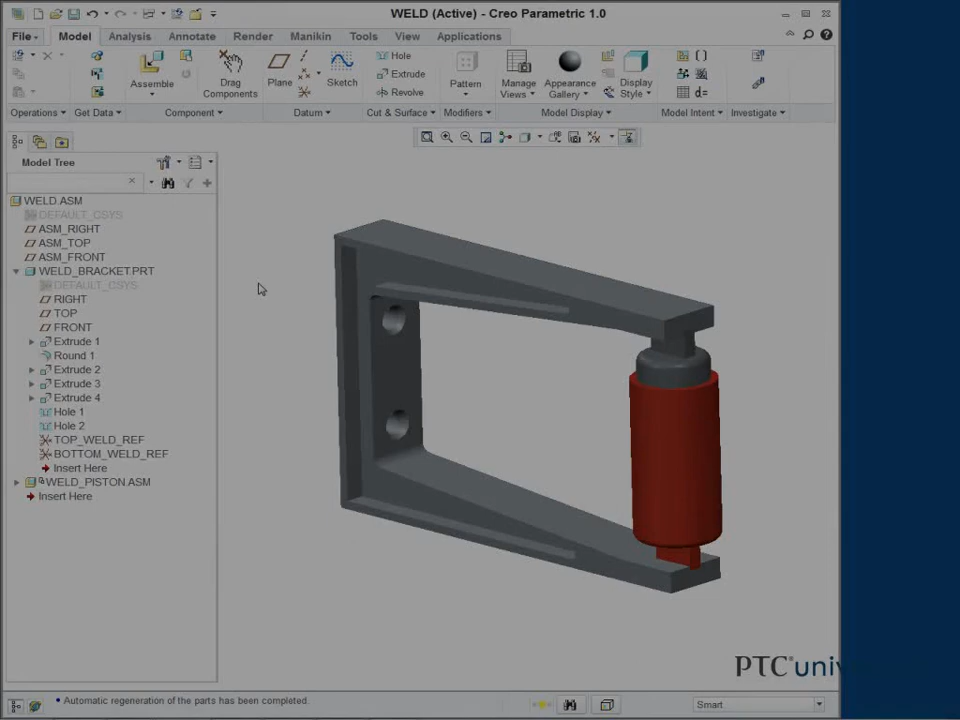 WELD (Active) - Creo Parametric 1.0
File Model Analysis Annotate Render Manikin Tools View Applications
Assemble
Drag Components
Plane
Sketch
Hole
Extrude
Revolve
Pattern
Manage Views
Appearance Gallery
Display Style
d=
Operations Get Data Component Datum Cut & Surface Modifiers Model Display Model Intent Investigate
Model Tree
WELD.ASM
DEFAULT_CSYS
ASM_RIGHT
ASM_TOP
ASM_FRONT
WELD_BRACKET.PRT
DEFAULT_CSYS
RIGHT
TOP
FRONT
Extrude 1
Round 1
Extrude 2
Extrude 3
Extrude 4
Hole 1
Hole 2
TOP_WELD_REF
BOTTOM_WELD_REF
Insert Here
WELD_PISTON.ASM
Insert Here
PTC® univ
• Automatic regeneration of the parts has been completed.
Smart